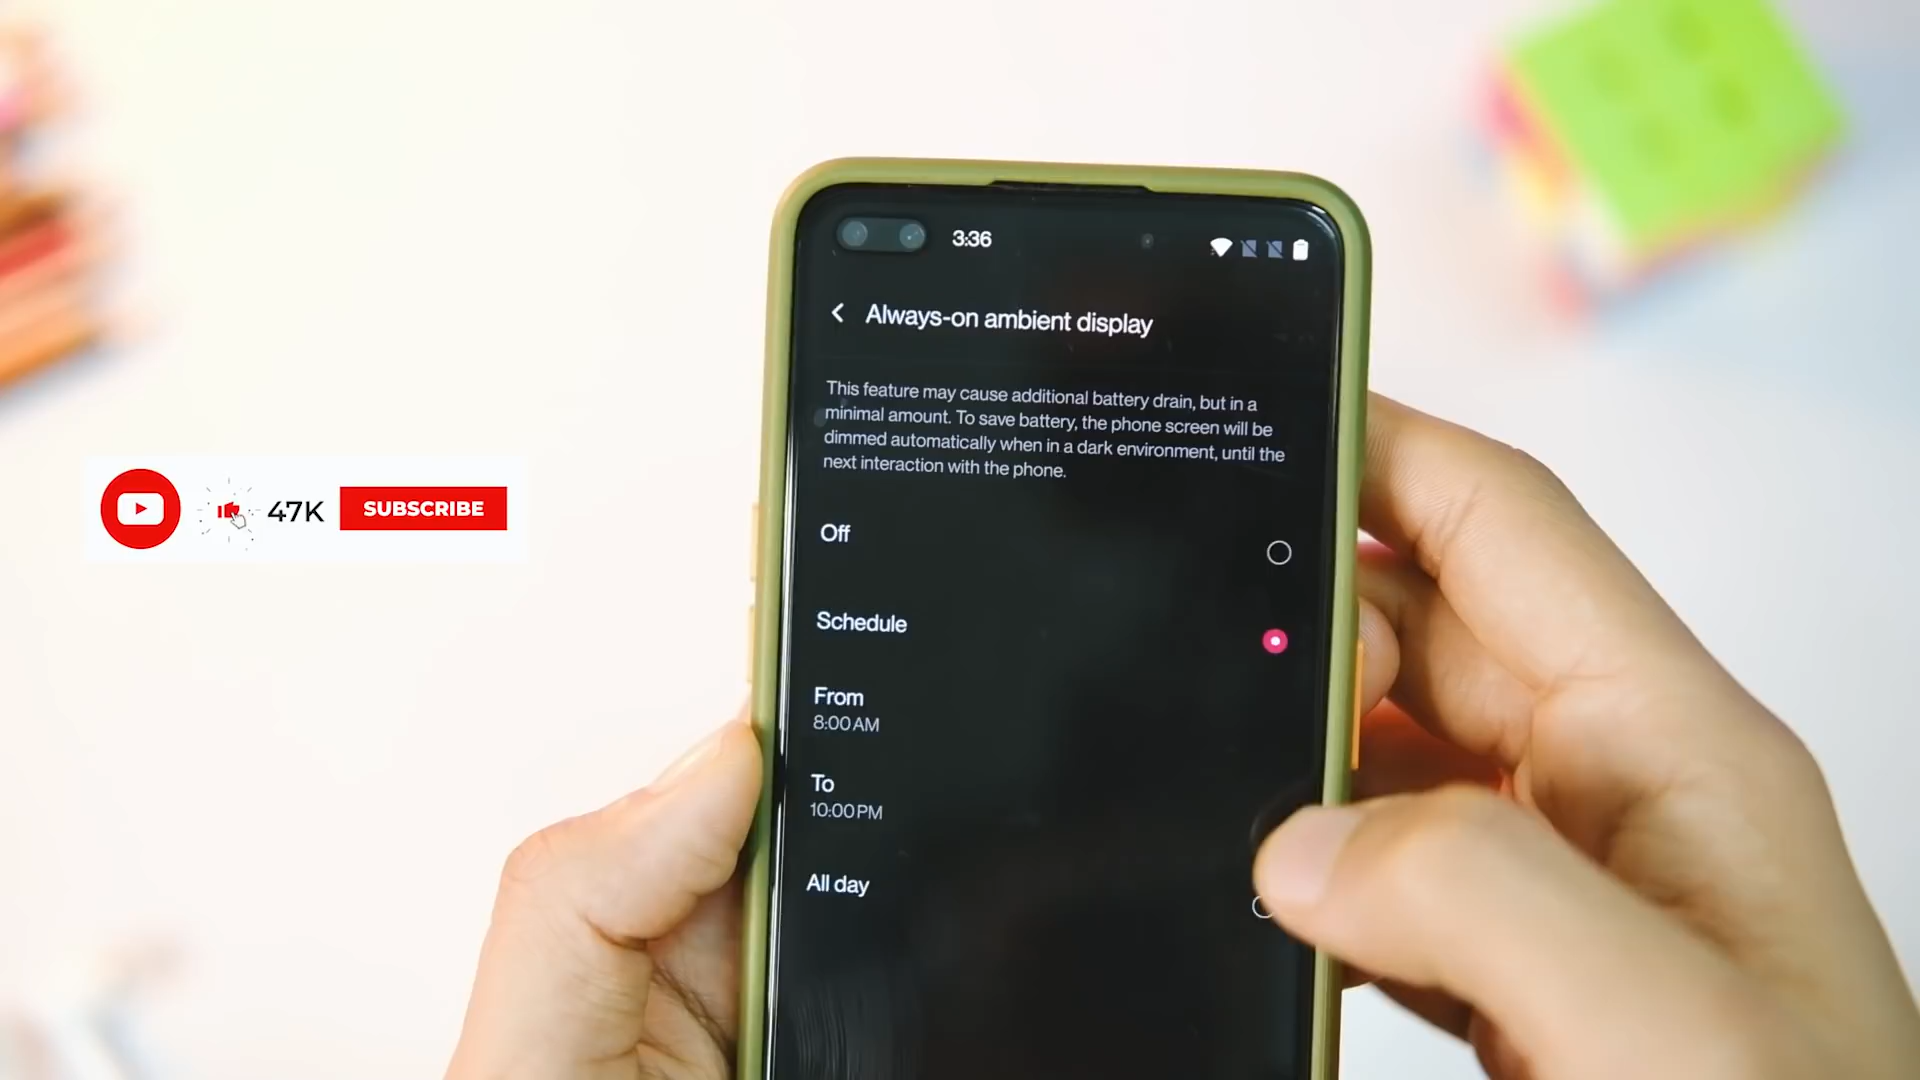 3:36
Always-on ambient display
This feature may cause additional battery drain, but in a
minimal amount. To save battery, the phone screen will be
dimmed automatically when in a dark environment, until the
next interaction with the phone.
Off
Schedule
From
8:00 AM
To
10:00 PM
All day
47K
SUBSCRIBE